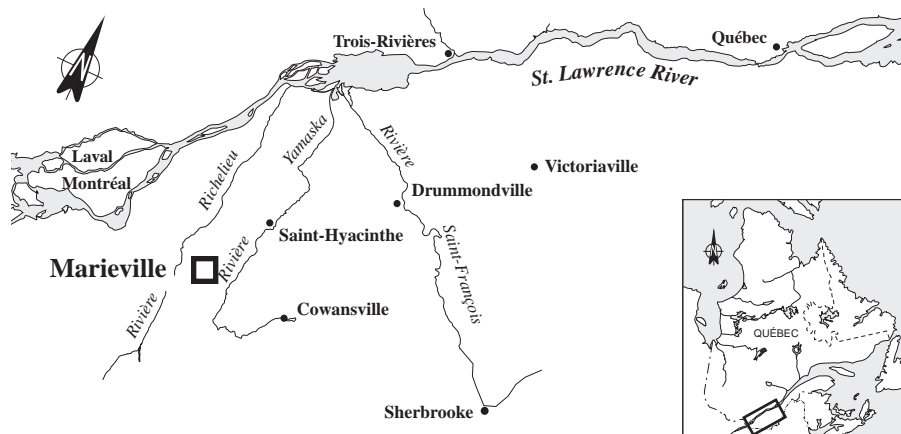 N
Trois-Rivières
Québec
St. Lawrence River
Laval
Montréal
Rivière Richelieu
Rivière Yamaska
Rivière Saint-François
Victoriaville
Drummondville
Saint-Hyacinthe
Marieville
Cowansville
Sherbrooke
QUÉBEC